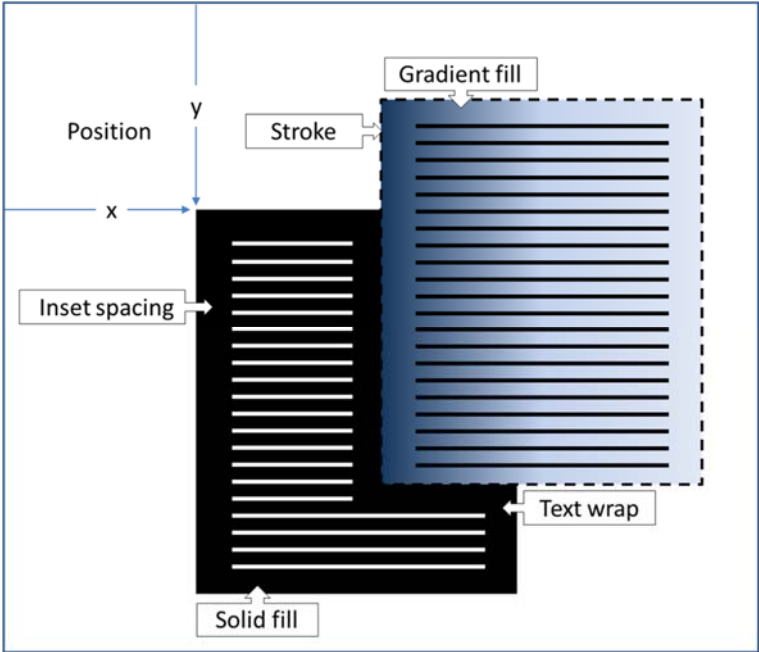 Gradient fill
y
Position
Stroke
x
Inset spacing
Text wrap
Solid fill